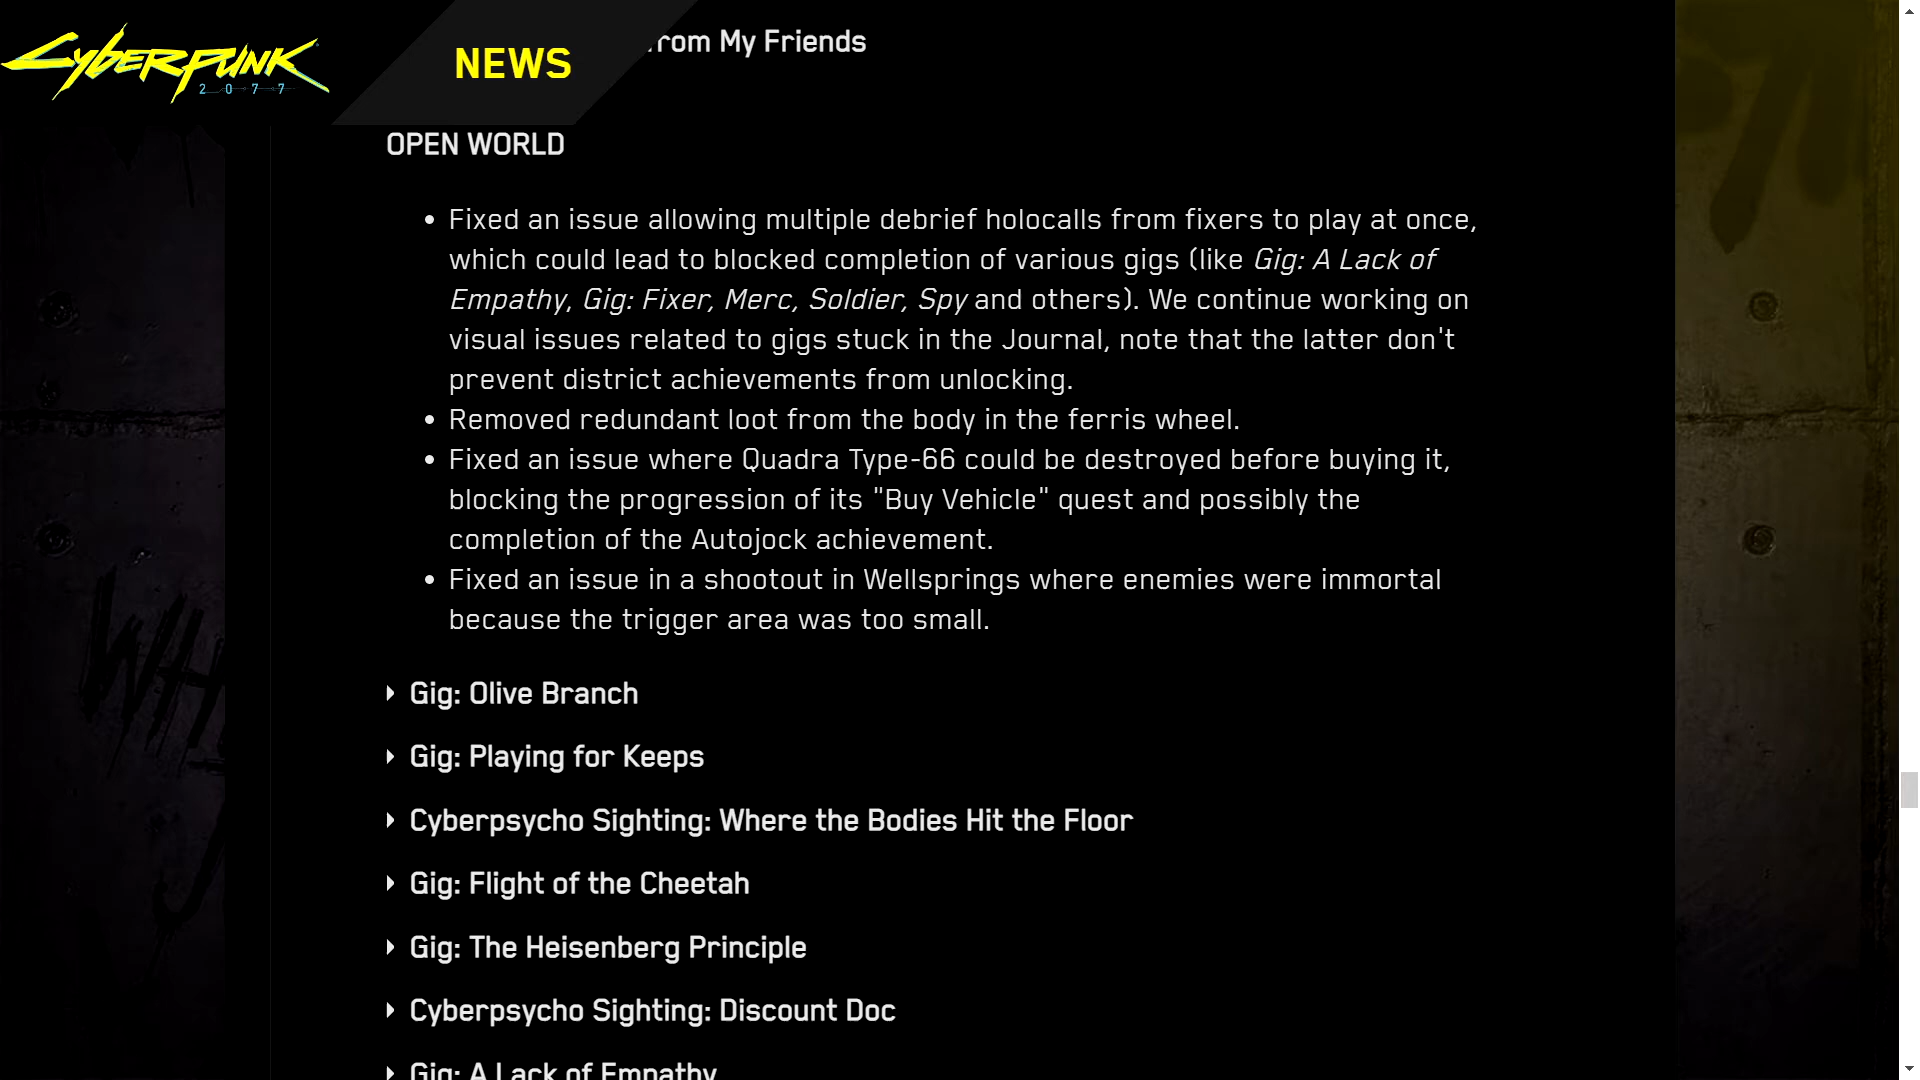 CYBERPUNK
2077
NEWS
from My Friends
OPEN WORLD
• Fixed an issue allowing multiple debrief holocalls from fixers to play at once,
which could lead to blocked completion of various gigs (like Gig: A Lack of
Empathy, Gig: Fixer, Merc, Soldier, Spy and others). We continue working on
visual issues related to gigs stuck in the Journal, note that the latter don't
prevent district achievements from unlocking.
• Removed redundant loot from the body in the ferris wheel.
• Fixed an issue where Quadra Type-66 could be destroyed before buying it,
blocking the progression of its "Buy Vehicle" quest and possibly the
completion of the Autojock achievement.
• Fixed an issue in a shootout in Wellsprings where enemies were immortal
because the trigger area was too small.
Gig: Olive Branch
Gig: Playing for Keeps
Cyberpsycho Sighting: Where the Bodies Hit the Floor
Gig: Flight of the Cheetah
Gig: The Heisenberg Principle
Cyberpsycho Sighting: Discount Doc
Gig: A Lack of Empathy